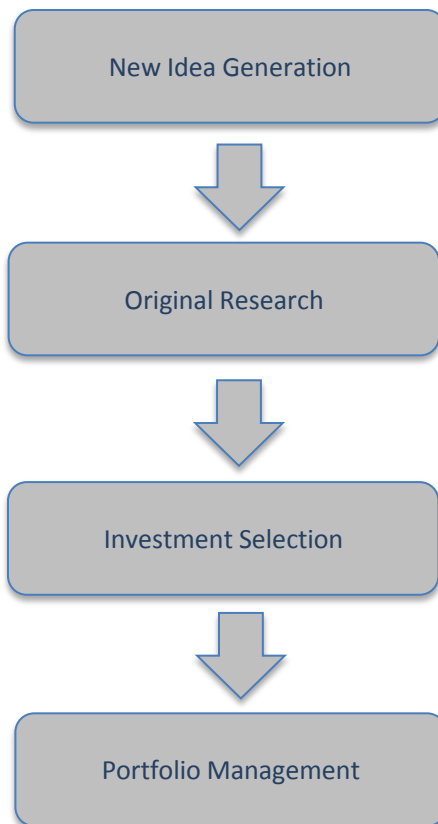 New Idea Generation
Original Research
Investment Selection
Portfolio Management